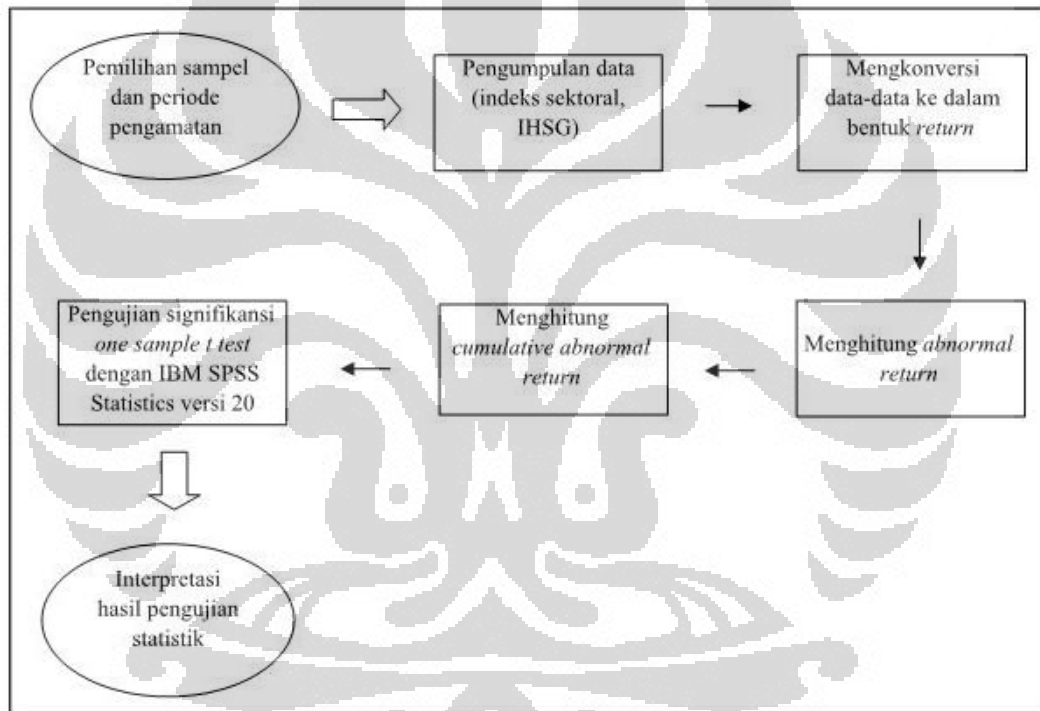 Pemilihan sampel
dan periode
pengamatan
Pengumpulan data
(indeks sektoral,
IHSG)
Mengkonversi
data-data ke dalam
bentuk return
Menghitung abnormal
return
Menghitung
cumulative abnormal
return
Pengujian signifikansi
one sample t test
dengan IBM SPSS
Statistics versi 20
Interpretasi
hasil pengujian
statistik